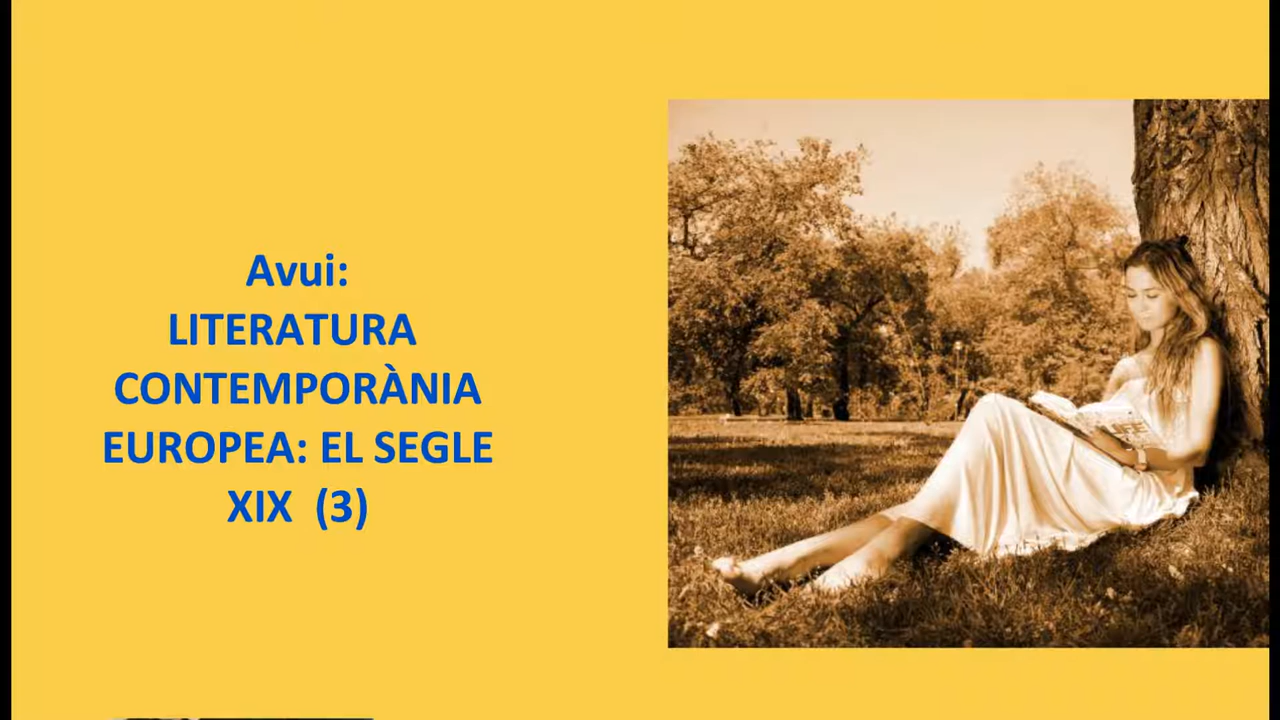 Avui:
LITERATURA
CONTEMPORÀNIA
EUROPEA: EL SEGLE
XIX (3)